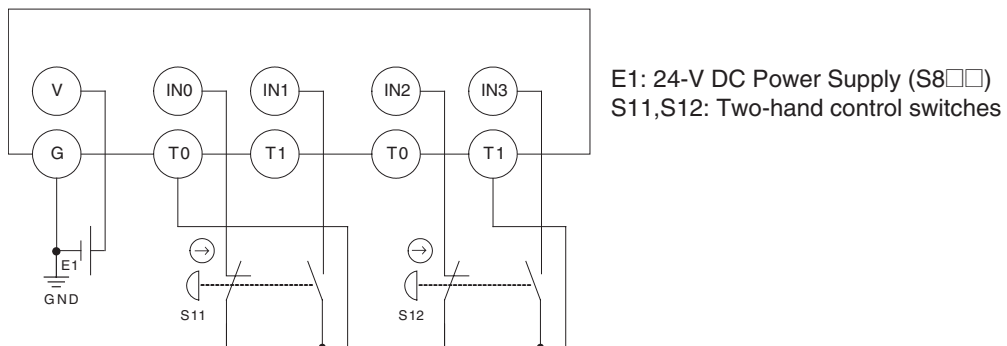 V IN0 IN1 IN2 IN3
G T0 T1 T0 T1
E1
GND
S11 S12
E1: 24-V DC Power Supply (S8□□)
S11,S12: Two-hand control switches